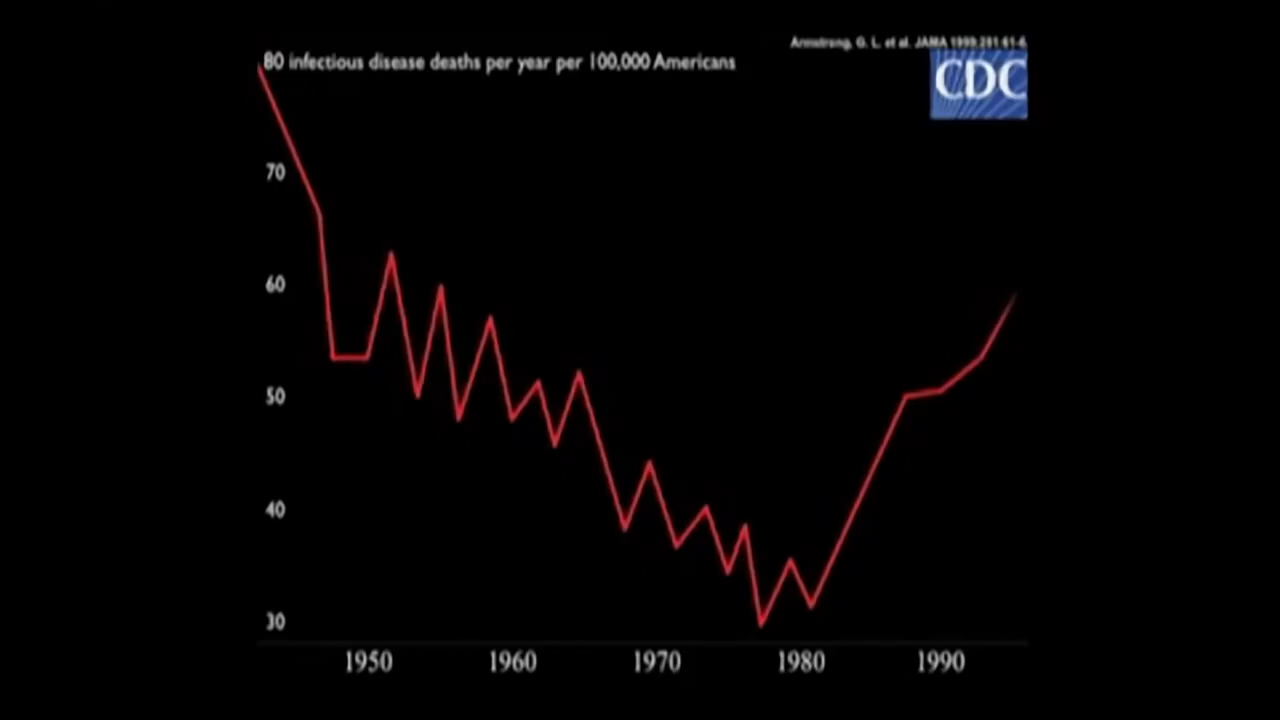 Armstrong, G. L. et al. JAMA 1999:281:61-6.
80 infectious disease deaths per year per 100,000 Americans
CDC
70
60
50
40
30
1950 1960 1970 1980 1990